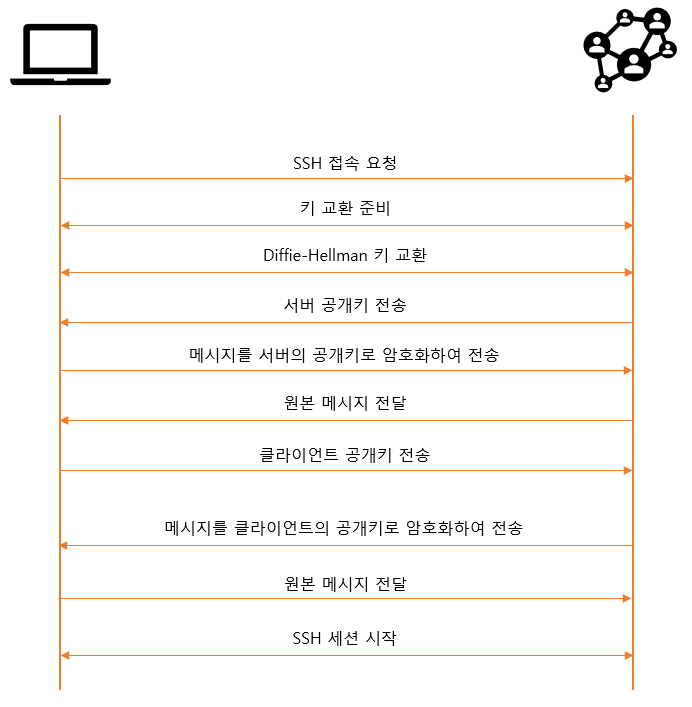 SSH 접속 요청
키 교환 준비
Diffie-Hellman 키 교환
서버 공개키 전송
메시지를 서버의 공개키로 암호화하여 전송
원본 메시지 전달
클라이언트 공개키 전송
메시지를 클라이언트의 공개키로 암호화하여 전송
원본 메시지 전달
SSH 세션 시작